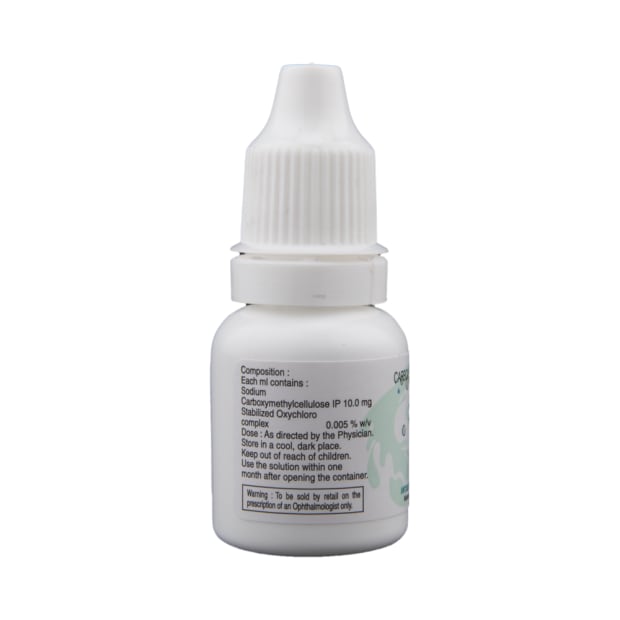 Composition :
Each ml contains :
Sodium
Carboxymethylcellulose IP 10.0 mg
Stabilized Oxychloro
complex 0.005 % w/v
Dose : As directed by the Physician.
Store in a cool, dark place.
Keep out of reach of children.
Use the solution within one
month after opening the container.
Warning : To be sold by retail on the
prescription of an Ophthalmologist only.